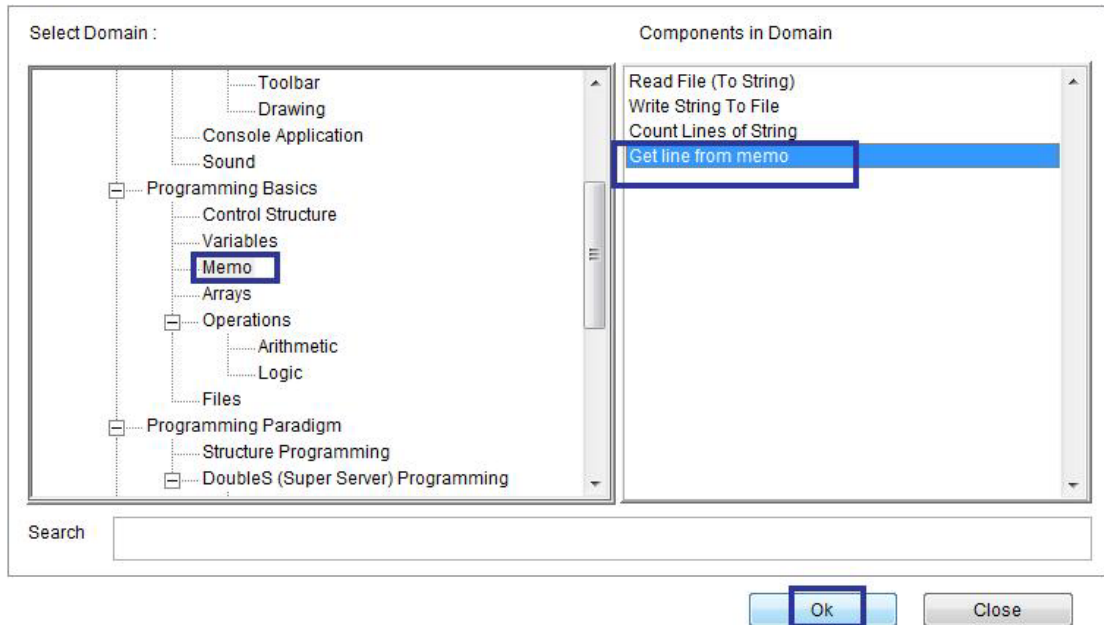 Select Domain :
Components in Domain
Toolbar
Drawing
Console Application
Sound
Programming Basics
Control Structure
Variables
Memo
Arrays
Operations
Arithmetic
Logic
Files
Programming Paradigm
Structure Programming
DoubleS (Super Server) Programming
Read File (To String)
Write String To File
Count Lines of String
Get line from memo
Search
Ok
Close